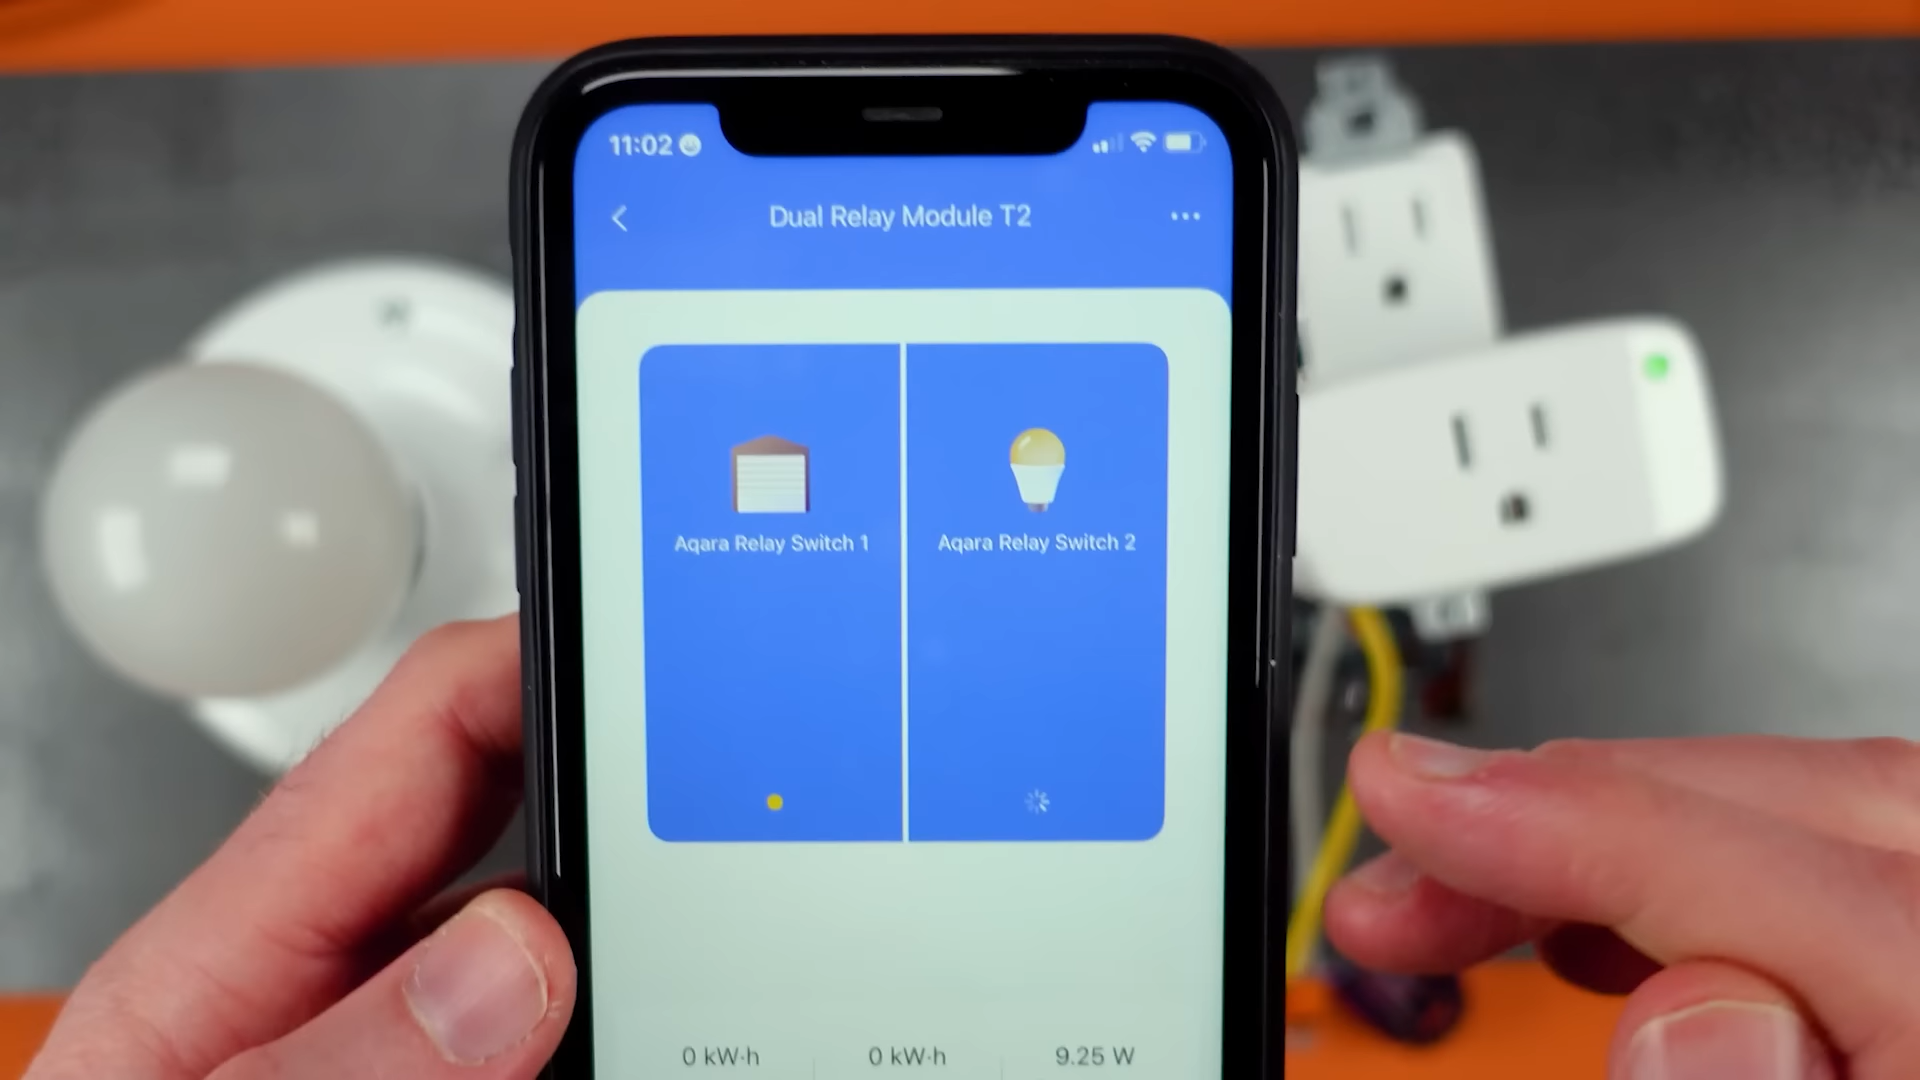 11:02
Dual Relay Module T2
Aqara Relay Switch 1
Aqara Relay Switch 2
0 kW·h
0 kW·h
9.25 W